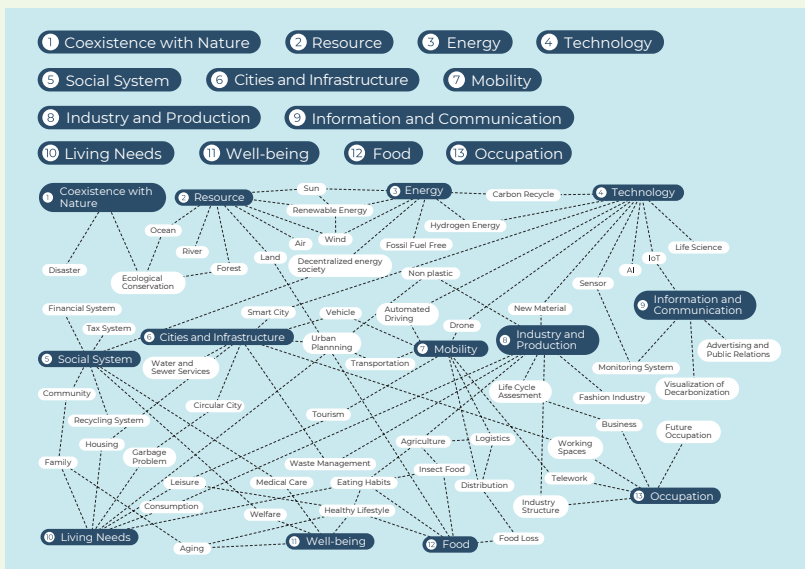 1 Coexistence with Nature
2 Resource
3 Energy
4 Technology
5 Social System
6 Cities and Infrastructure
7 Mobility
8 Industry and Production
9 Information and Communication
10 Living Needs
11 Well-being
12 Food
13 Occupation
1 Coexistence with
Nature
2 Resource
Sun
3 Energy
Carbon Recycle
4 Technology
Renewable Energy
Ocean
Hydrogen Energy
River
Air
Wind
Fossil Fuel Free
Life Science
Land
Decentralized energy
society
IoT
Disaster
Forest
Non plastic
AI
Ecological
Conservation
Sensor
Financial System
Smart City
Vehicle
Automated
Driving
New Material
9 Information and
Communication
Tax System
Drone
6 Cities and Infrastructure
Urban
Plannning
8 Industry and
Production
Advertising and
Public Relations
5 Social System
Water and
Sewer Services
Transportation
7 Mobility
Monitoring System
Community
Life Cycle
Assesment
Fashion Industry
Visualization of
Decarbonization
Circular City
Recycling System
Tourism
Business
Future
Occupation
Housing
Agriculture
Logistics
Working
Spaces
Family
Garbage
Problem
Waste Management
Insect Food
Leisure
Medical Care
Eating Habits
Distribution
Telework
13 Occupation
Consumption
Welfare
Healthy Lifestyle
Industry
Structure
10 Living Needs
Aging
11 Well-being
12 Food
Food Loss